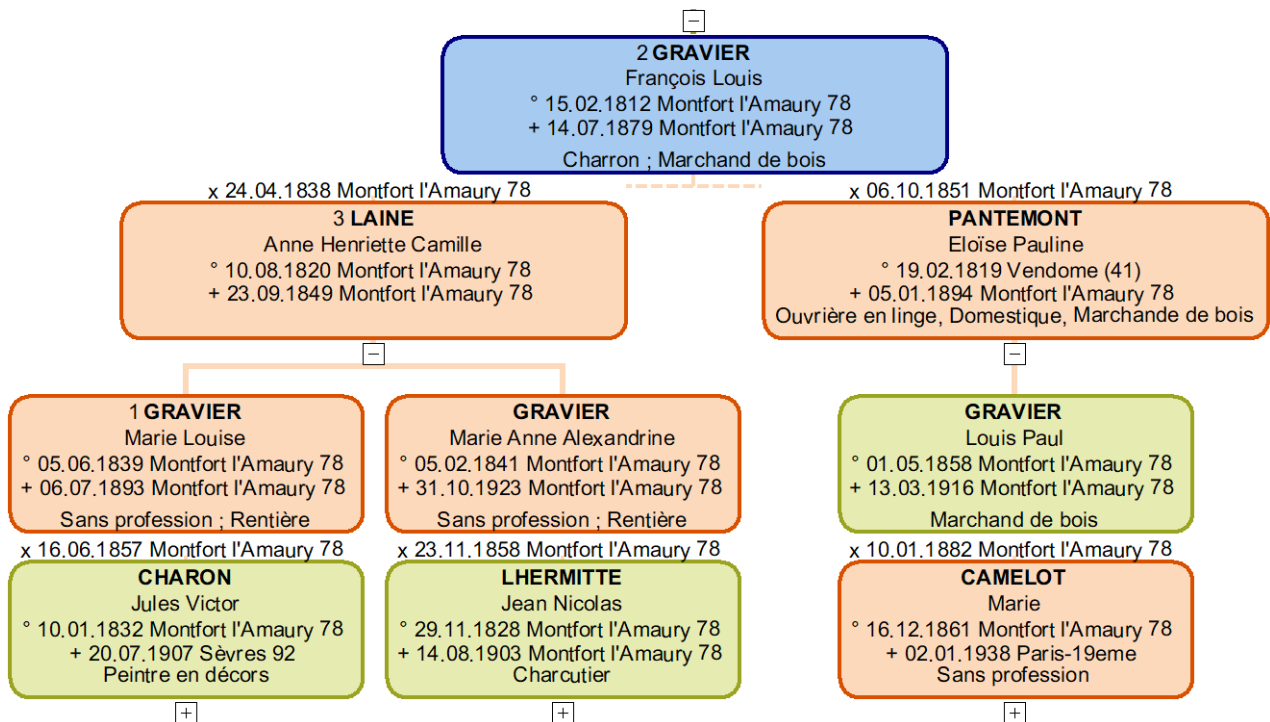 2 GRAVIER
François Louis
° 15.02.1812 Montfort l'Amaury 78
+ 14.07.1879 Montfort l'Amaury 78
Charron ; Marchand de bois
x 24.04.1838 Montfort l'Amaury 78
3 LAINE
Anne Henriette Camille
° 10.08.1820 Montfort l'Amaury 78
+ 23.09.1849 Montfort l'Amaury 78
x 06.10.1851 Montfort l'Amaury 78
PANTEMONT
Eloïse Pauline
° 19.02.1819 Vendome (41)
+ 05.01.1894 Montfort l'Amaury 78
Ouvrière en linge, Domestique, Marchande de bois
1 GRAVIER
Marie Louise
° 05.06.1839 Montfort l'Amaury 78
+ 06.07.1893 Montfort l'Amaury 78
Sans profession ; Rentière
x 16.06.1857 Montfort l'Amaury 78
CHARON
Jules Victor
° 10.01.1832 Montfort l'Amaury 78
+ 20.07.1907 Sèvres 92
Peintre en décors
GRAVIER
Marie Anne Alexandrine
° 05.02.1841 Montfort l'Amaury 78
+ 31.10.1923 Montfort l'Amaury 78
Sans profession ; Rentière
x 23.11.1858 Montfort l'Amaury 78
LHERMITTE
Jean Nicolas
° 29.11.1828 Montfort l'Amaury 78
+ 14.08.1903 Montfort l'Amaury 78
Charcutier
GRAVIER
Louis Paul
° 01.05.1858 Montfort l'Amaury 78
+ 13.03.1916 Montfort l'Amaury 78
Marchand de bois
x 10.01.1882 Montfort l'Amaury 78
CAMELOT
Marie
° 16.12.1861 Montfort l'Amaury 78
+ 02.01.1938 Paris-19eme
Sans profession